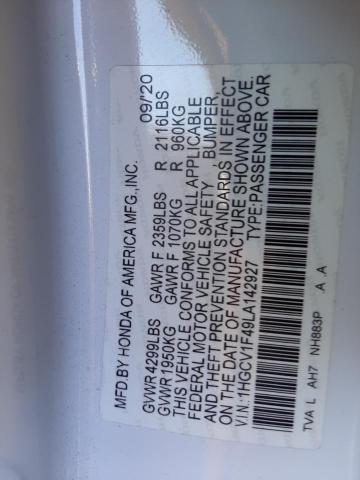 MFD.BY HONDA OF AMERICA MFG.,INC. 09/'20
GVWR 4299LBS GAWR F 2359LBS R 2116LBS
GVWR 1950KG GAWR F 1070KG R 960KG
THIS VEHICLE CONFORMS TO ALL APPLICABLE
FEDERAL MOTOR VEHICLE SAFETY BUMPER,
AND THEFT PREVENTION STANDARDS IN EFFECT
ON THE DATE OF MANUFACTURE SHOWN ABOVE.
V.I.N.:1HGCV1F49LA142927 TYPE:PASSENGER CAR
TVA L AH7 NH883P A A